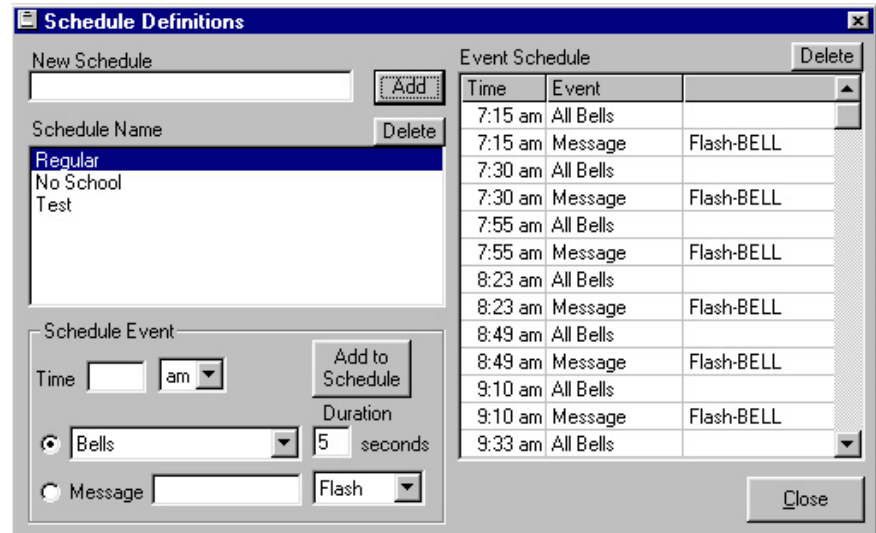 Schedule Definitions
New Schedule
Add
Schedule Name
Delete
Regular
No School
Test
Schedule Event
Time
am
Add to
Schedule
Duration
Bells
5 seconds
Message
Flash
Event Schedule
Delete
Time Event
7:15 am All Bells
7:15 am Message Flash-BELL
7:30 am All Bells
7:30 am Message Flash-BELL
7:55 am All Bells
7:55 am Message Flash-BELL
8:23 am All Bells
8:23 am Message Flash-BELL
8:49 am All Bells
8:49 am Message Flash-BELL
9:10 am All Bells
9:10 am Message Flash-BELL
9:33 am All Bells
Close